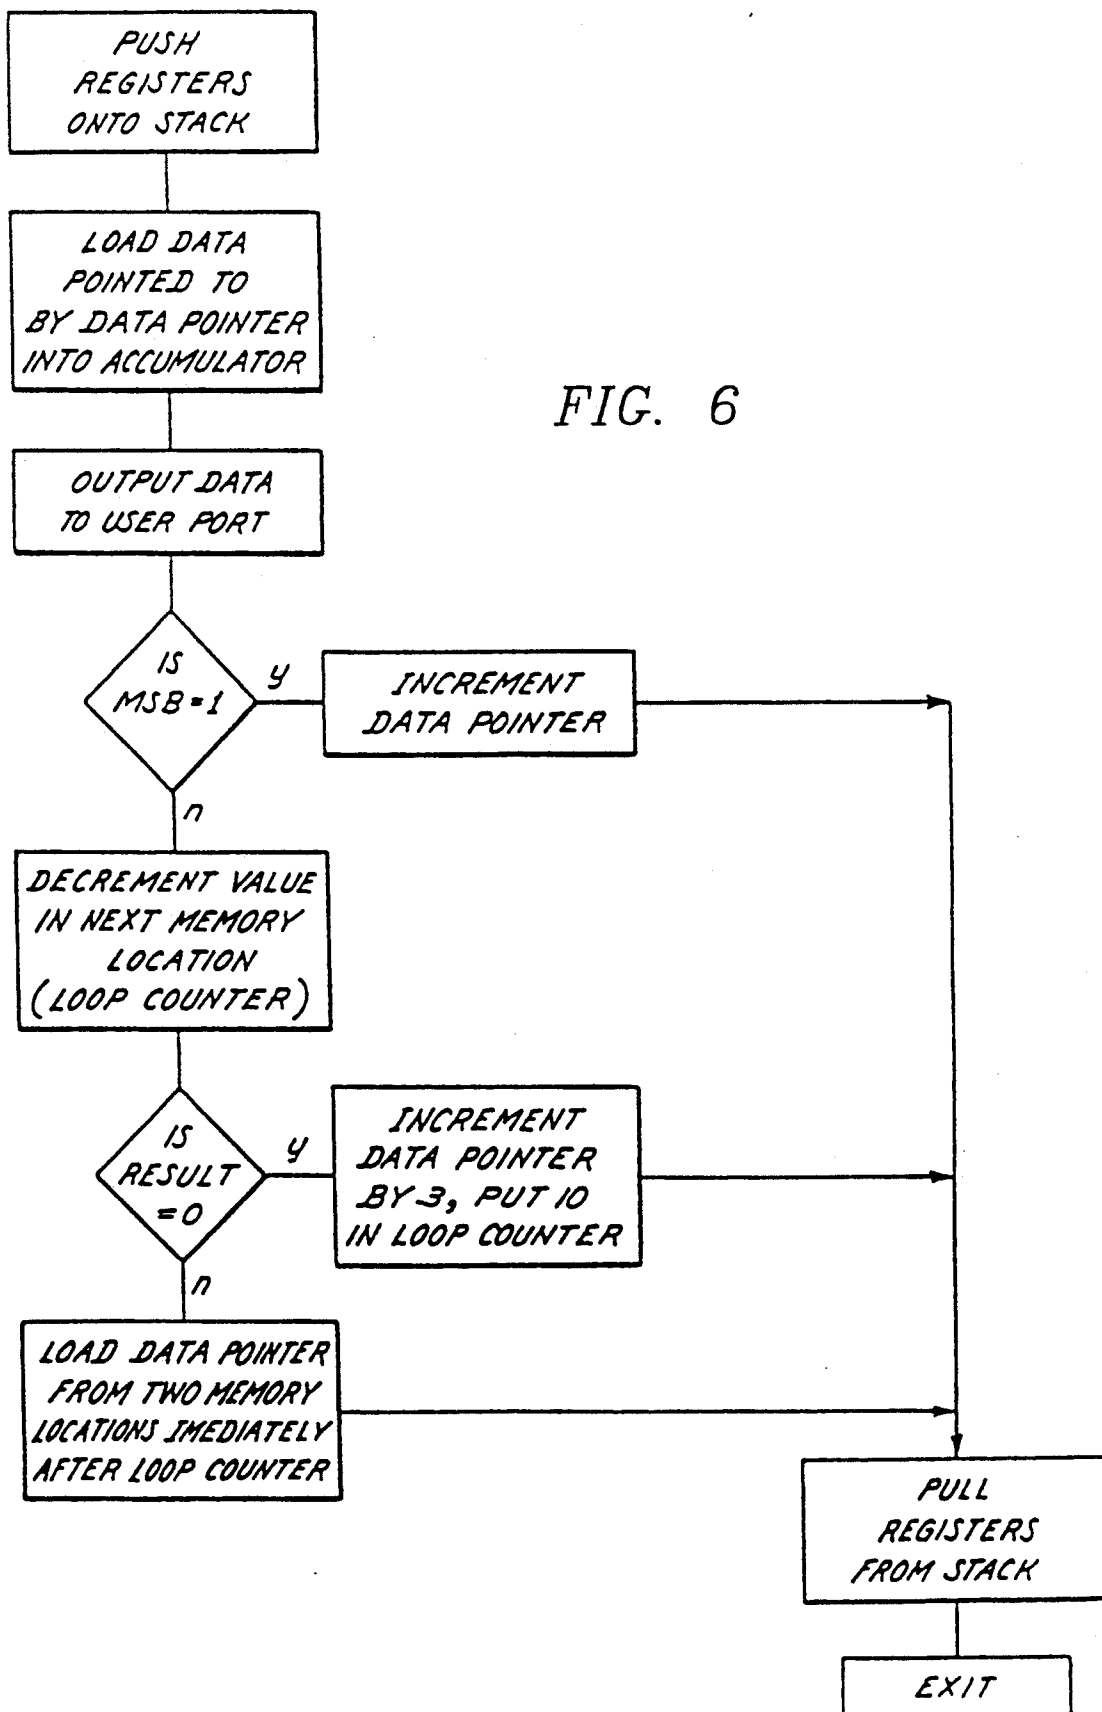 PUSH
REGISTERS
ONTO STACK
LOAD DATA
POINTED TO
BY DATA POINTER
INTO ACCUMULATOR
FIG. 6
OUTPUT DATA
TO USER PORT
IS
MSB=1
y
INCREMENT
DATA POINTER
n
DECREMENT VALUE
IN NEXT MEMORY
LOCATION
(LOOP COUNTER)
IS
RESULT
=0
y
INCREMENT
DATA POINTER
BY 3, PUT 10
IN LOOP COUNTER
n
LOAD DATA POINTER
FROM TWO MEMORY
LOCATIONS IMEDIATELY
AFTER LOOP COUNTER
PULL
REGISTERS
FROM STACK
EXIT